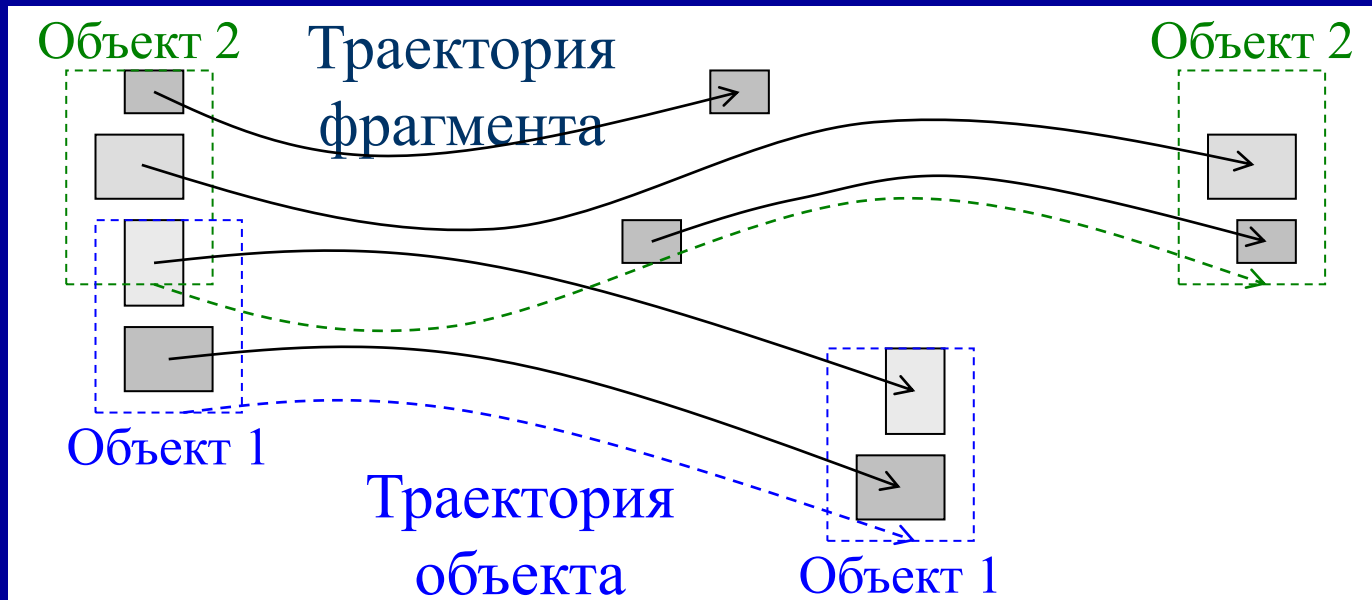 Объект 2
Траектория
фрагмента
Объект 2
Объект 1
Траектория
объекта
Объект 1